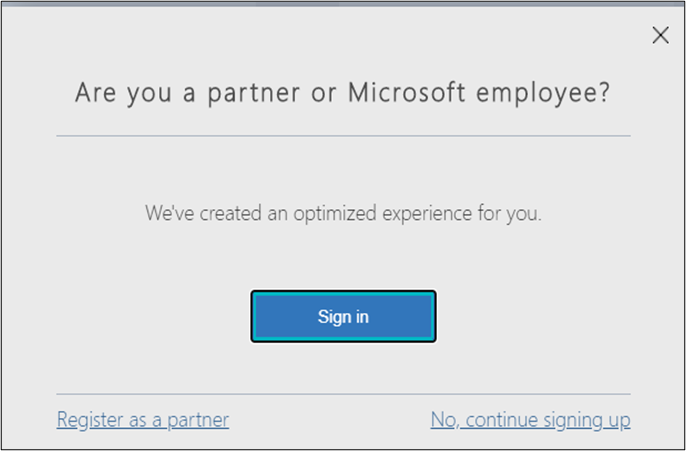 Are you a partner or Microsoft employee?
We've created an optimized experience for you.
Sign in
Register as a partner
No, continue signing up